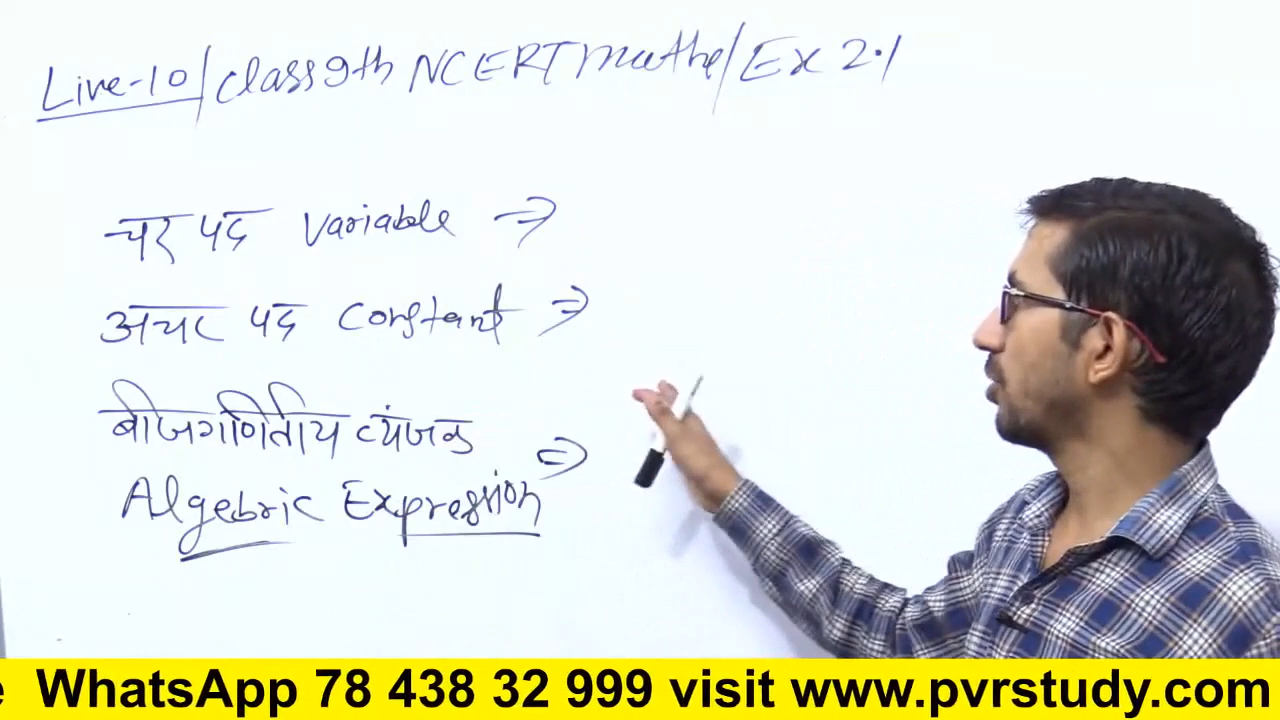 Live-10/class 9th NCERT mathe/Ex 2.1
चर पद variable ⇒
अचर पद constant ⇒
बीजगणितीय व्यंजक
Algebric Expression ⇒
WhatsApp 78 438 32 999 visit www.pvrstudy.com